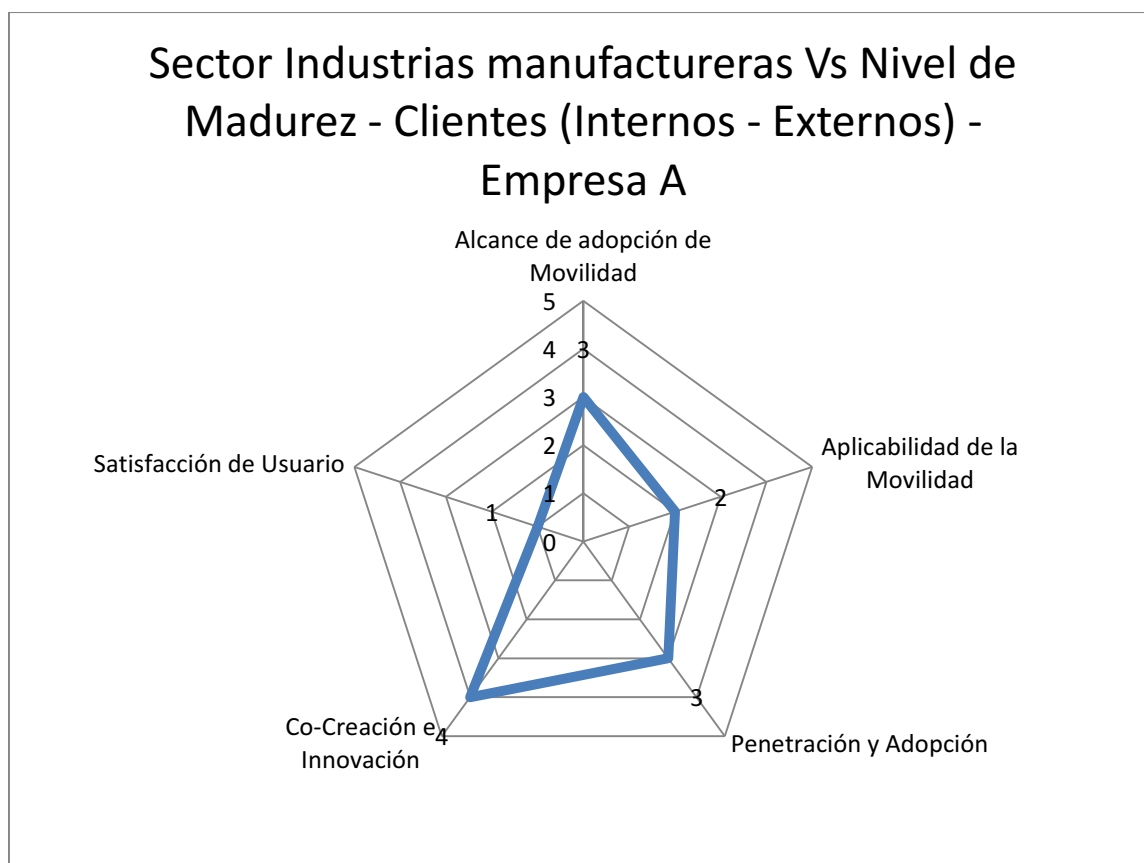 Sector Industrias manufactureras Vs Nivel de
Madurez - Clientes (Internos - Externos) -
Empresa A
Alcance de adopción de
Movilidad
5
4 3
3
2
1
0
Aplicabilidad de la
Movilidad
2
Satisfacción de Usuario
1
3
Penetración y Adopción
Co-Creación e
Innovación
4